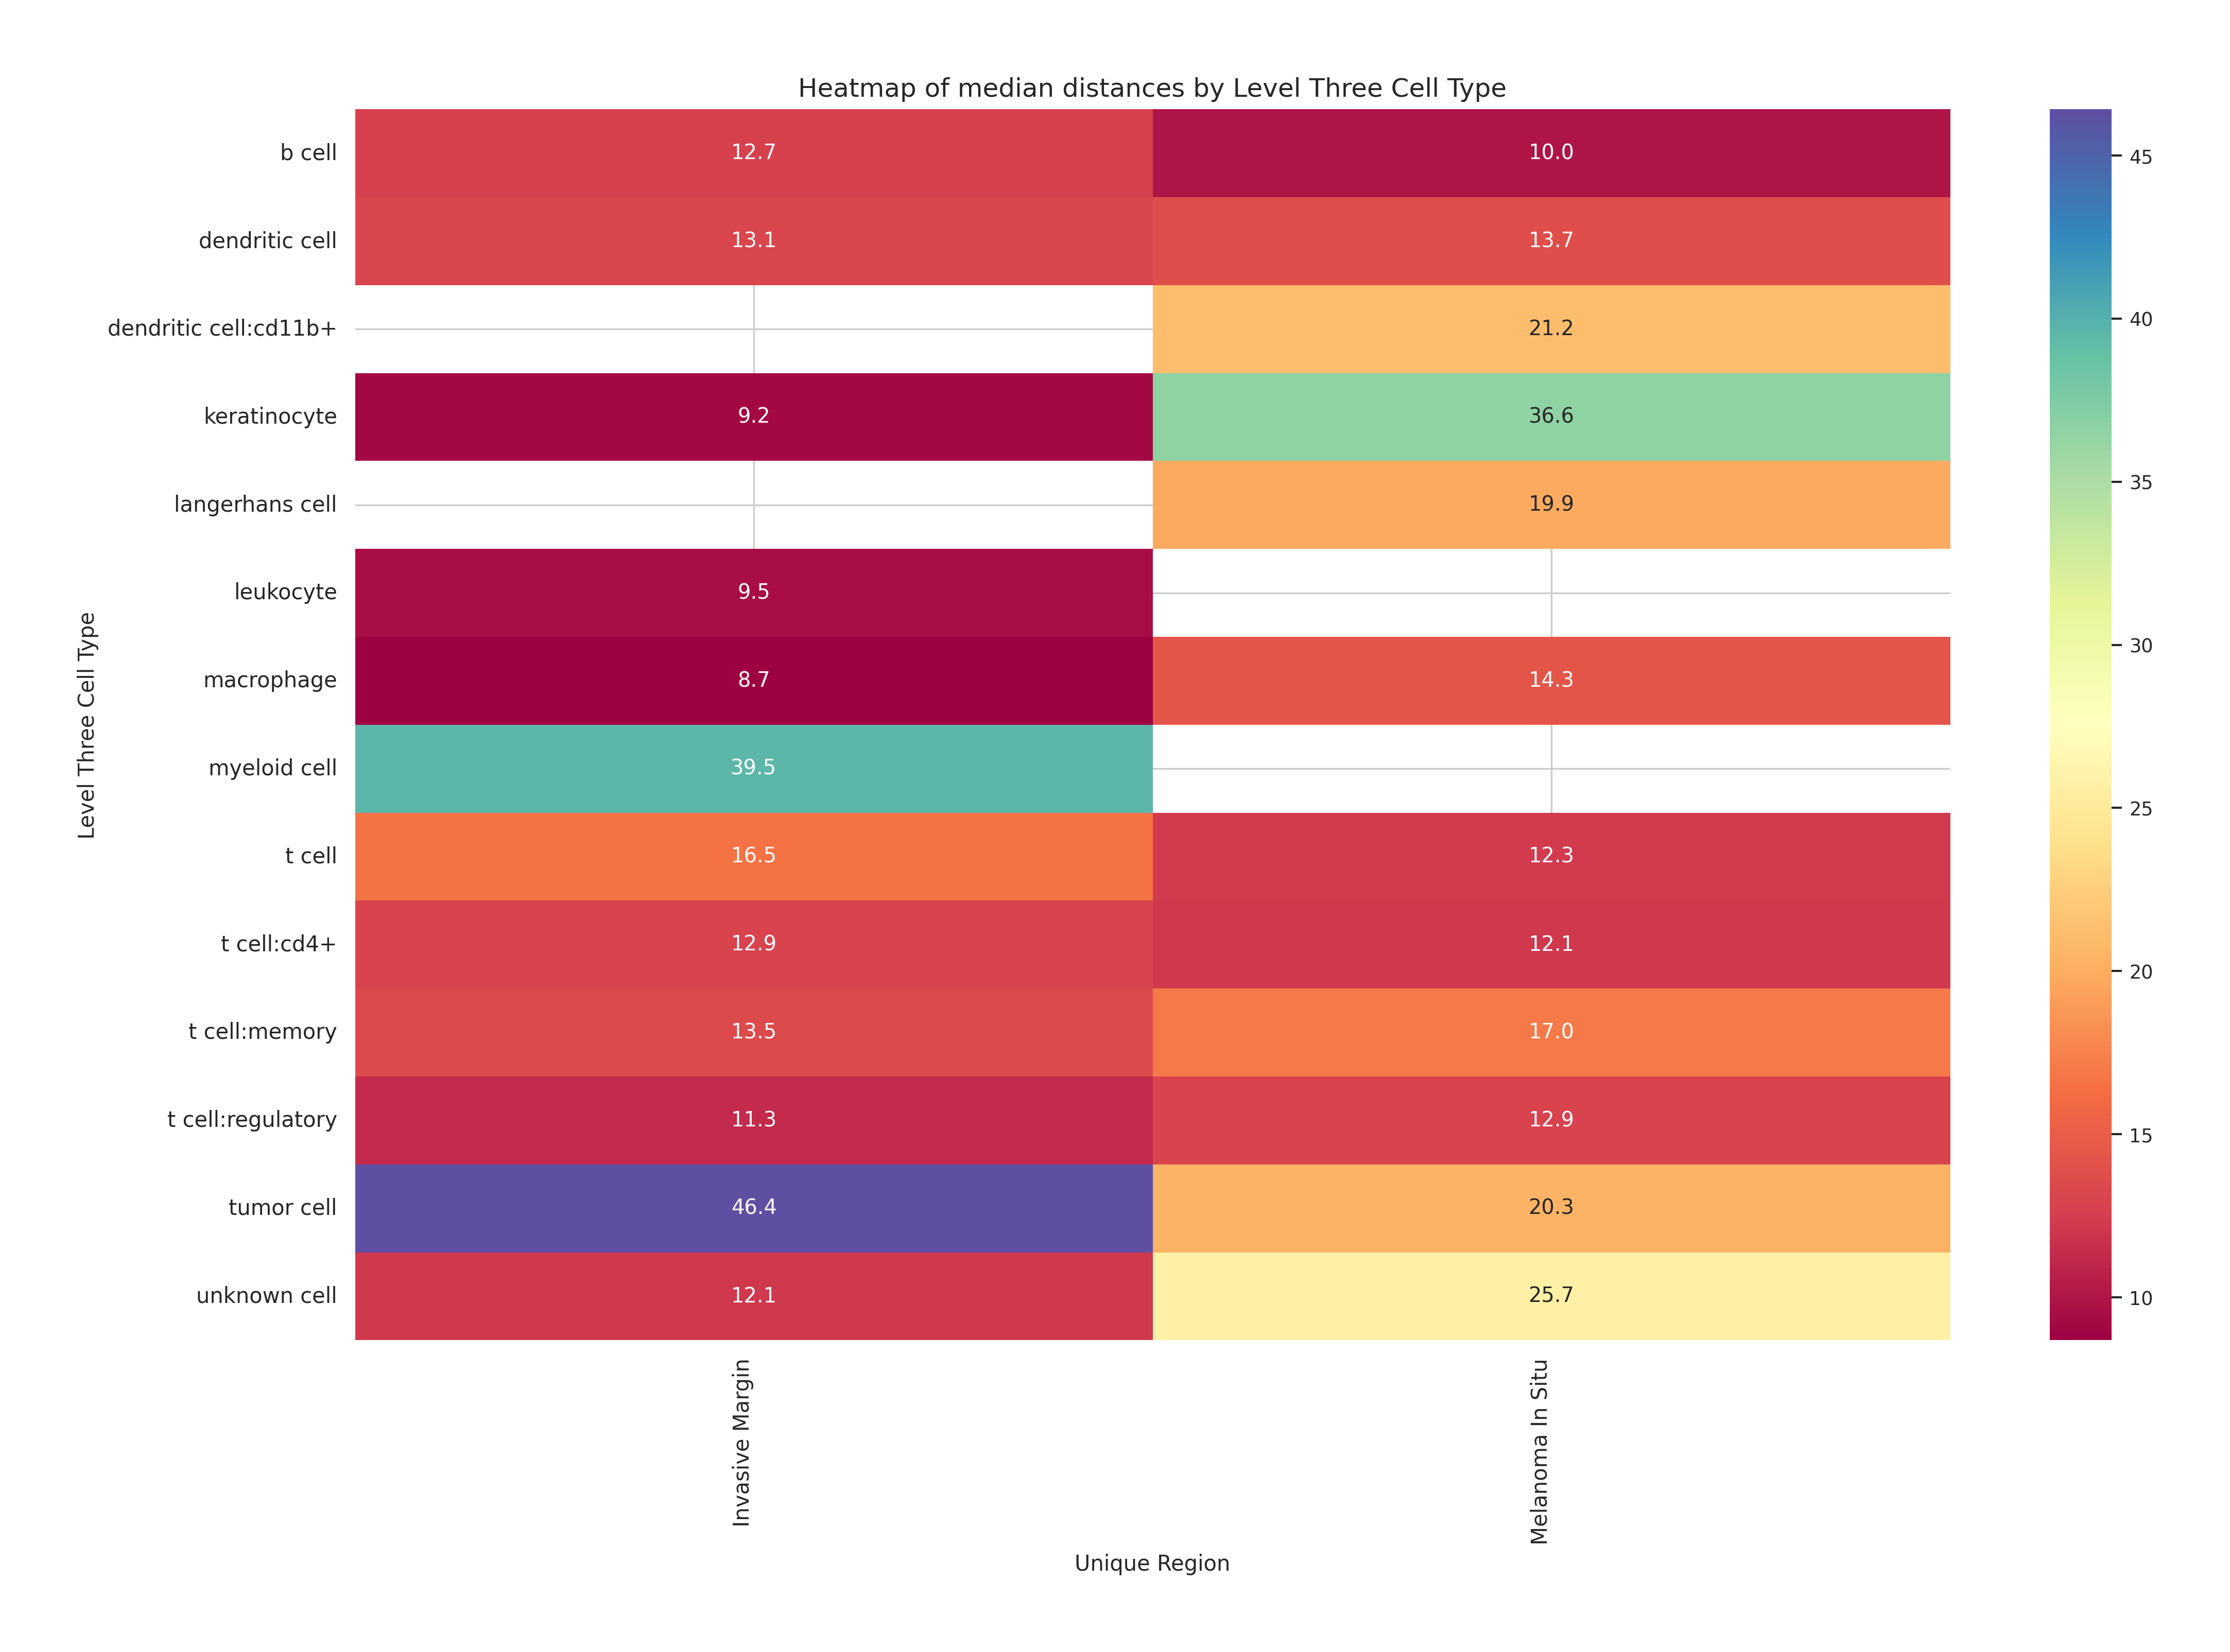 Heatmap of median distances by Level Three Cell Type
Level Three Cell Type
b cell 12.7 10.0
dendritic cell 13.1 13.7
dendritic cell:cd11b+ 21.2
keratinocyte 9.2 36.6
langerhans cell 19.9
leukocyte 9.5
macrophage 8.7 14.3
myeloid cell 39.5
t cell 16.5 12.3
t cell:cd4+ 12.9 12.1
t cell:memory 13.5 17.0
t cell:regulatory 11.3 12.9
tumor cell 46.4 20.3
unknown cell 12.1 25.7
Invasive Margin
Melanoma In Situ
Unique Region
45
40
35
30
25
20
15
10